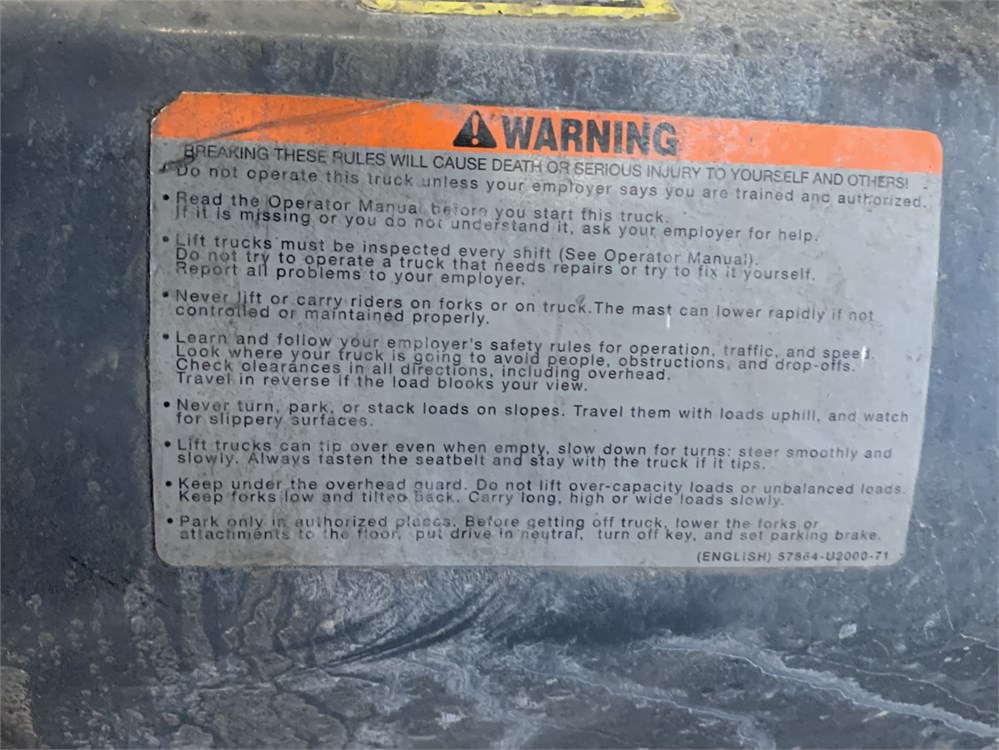 WARNING
BREAKING THESE RULES WILL CAUSE DEATH OR SERIOUS INJURY TO YOURSELF AND OTHERS!
• Do not operate this truck unless your employer says you are trained and authorized.
• Read the Operator Manual before you start this truck.
If it is missing or you do not understand it, ask your employer for help.
• Lift trucks must be inspected every shift (See Operator Manual).
Do not try to operate a truck that needs repairs or try to fix it yourself.
Report all problems to your employer.
• Never lift or carry riders on forks or on truck.The mast can lower rapidly if not
controlled or maintained properly.
• Learn and follow your employer's safety rules for operation, traffic, and speed.
Look where your truck is going to avoid people, obstructions, and drop-offs.
Check clearances in all directions, including overhead.
Travel in reverse if the load blooks your view.
• Never turn, park, or stack loads on slopes. Travel them with loads uphill, and watch
for slippery surfaces.
• Lift trucks can tip over even when empty, slow down for turns: steer smoothly and
slowly. Always fasten the seatbelt and stay with the truck if it tips.
• Keep under the overhead guard. Do not lift over-capacity loads or unbalanced loads.
Keep forks low and tilted back. Carry long, high or wide loads slowly.
• Park only in authorized places. Before getting off truck, lower the forks or
attachments to the floor, put drive in neutral, turn off key, and set parking brake.
(ENGLISH) 57864-U2000-71